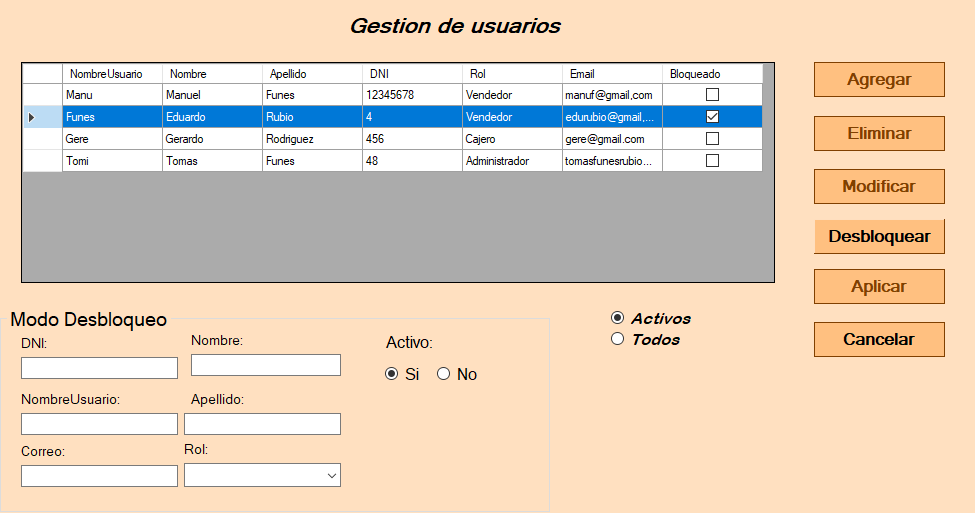 Gestion de usuarios
NombreUsuario Nombre Apellido DNI Rol Email Bloqueado
Manu Manuel Funes 12345678 Vendedor manuf@gmail,com
Funes Eduardo Rubio 4 Vendedor edurubio@gmail,...
Gere Gerardo Rodriguez 456 Cajero gere@gmail.com
Tomi Tomas Funes 48 Administrador tomasfunesrubio...
Agregar
Eliminar
Modificar
Desbloquear
Aplicar
Cancelar
Modo Desbloqueo
DNI: Nombre: Activo:
Si No
NombreUsuario: Apellido:
Correo: Rol:
Activos
Todos